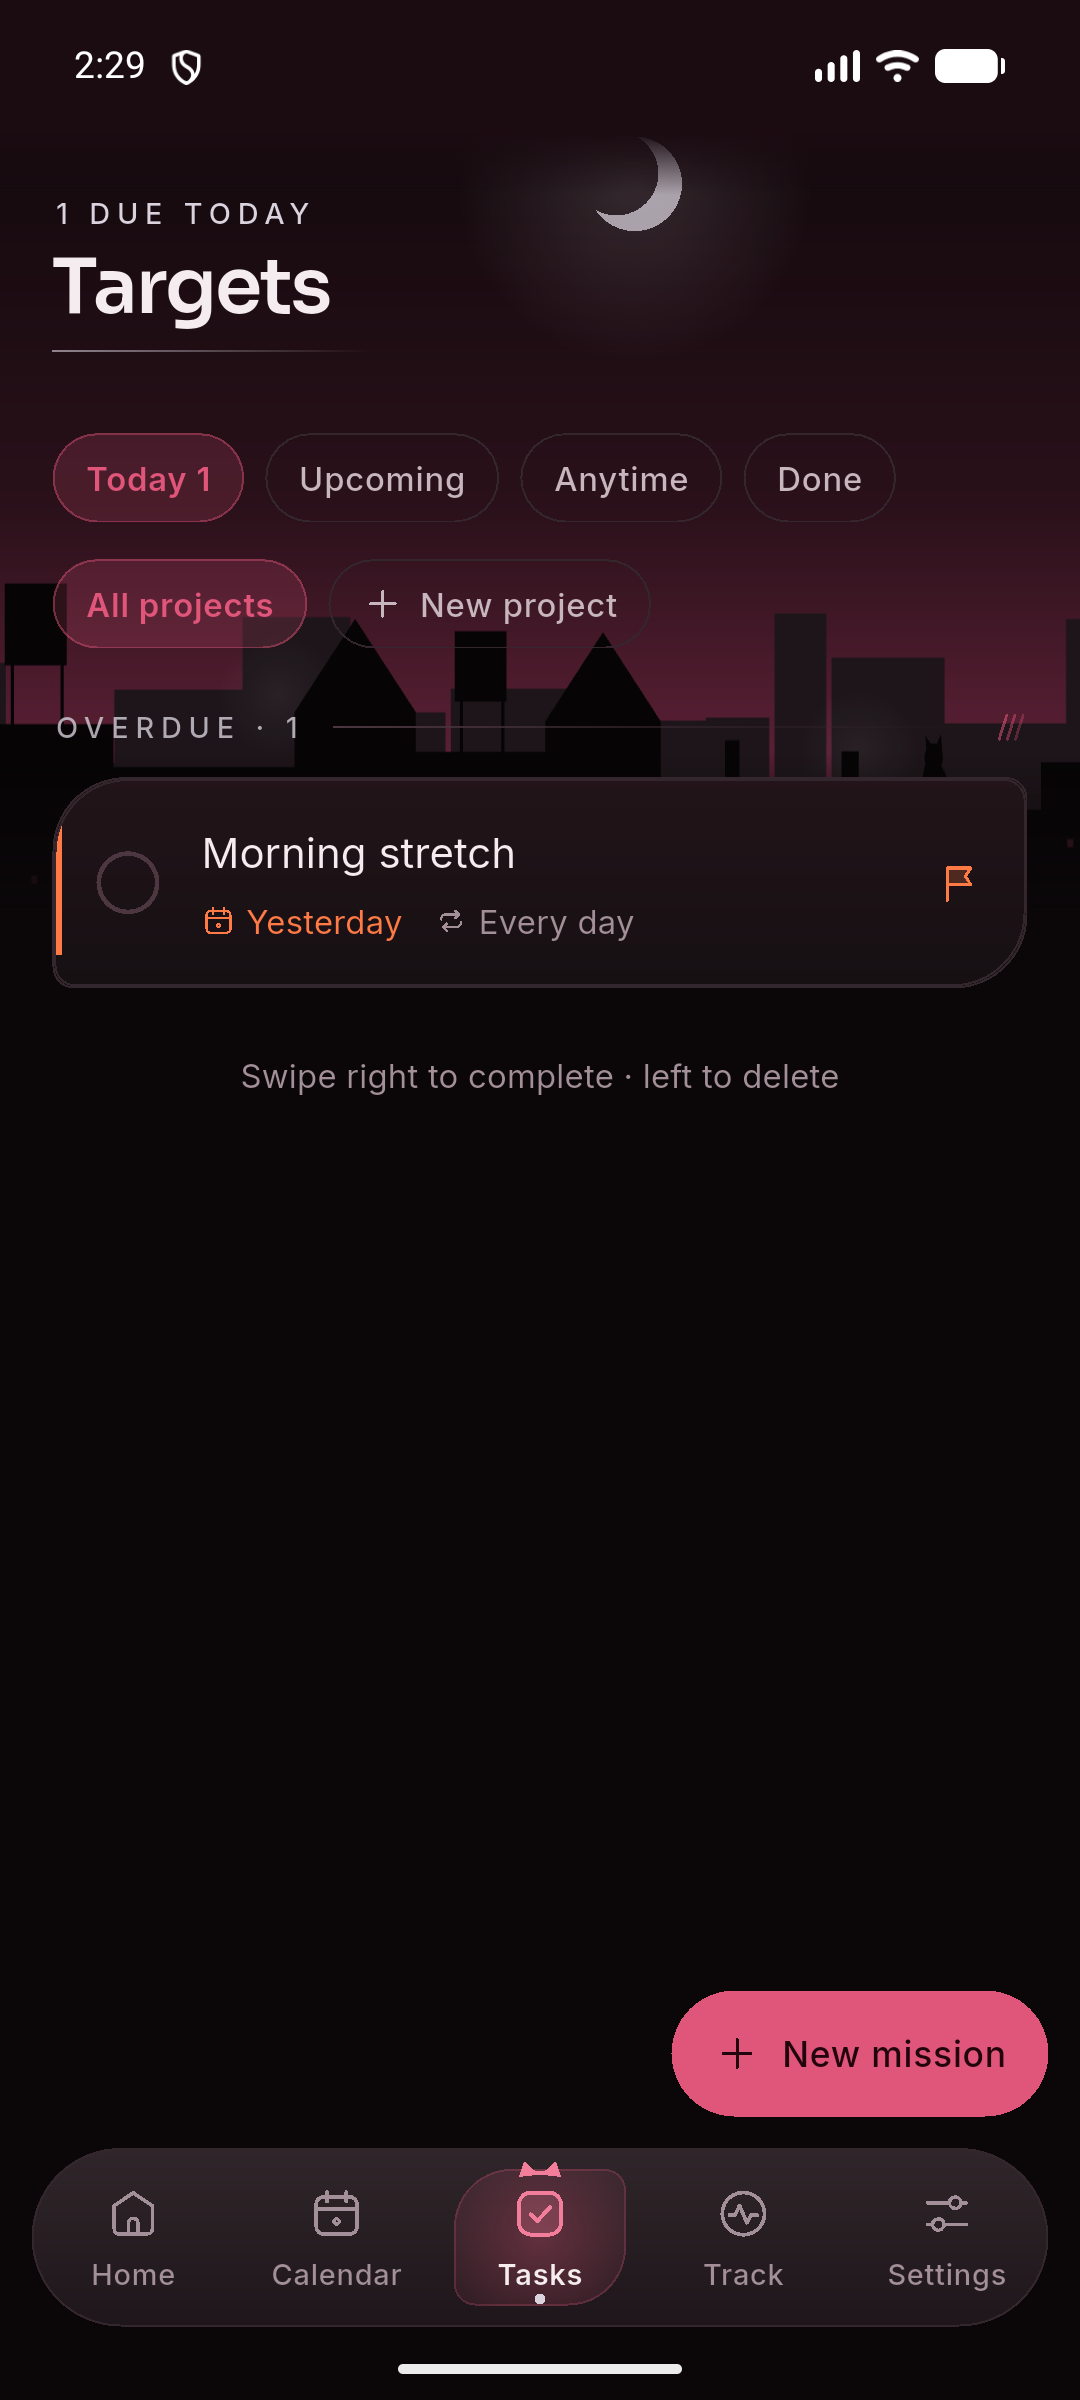 2:29
1 DUE TODAY
Targets
Today 1 Upcoming Anytime Done
All projects + New project
OVERDUE · 1
Morning stretch
Yesterday Every day
Swipe right to complete · left to delete
+ New mission
Home Calendar Tasks Track Settings